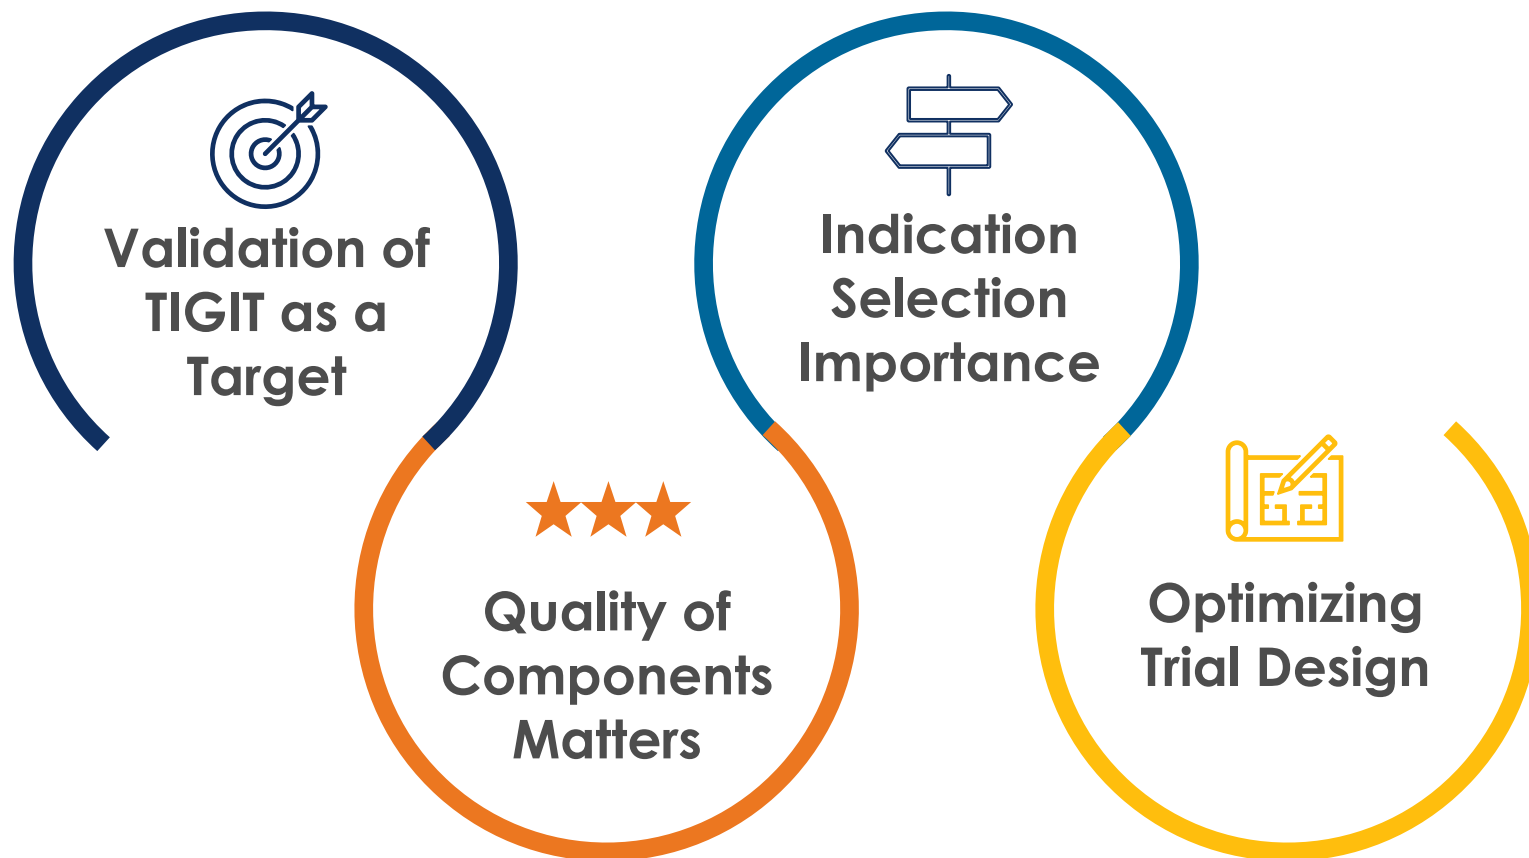 Validation of
TIGIT as a
Target
Quality of
Components
Matters
Indication
Selection
Importance
Optimizing
Trial Design